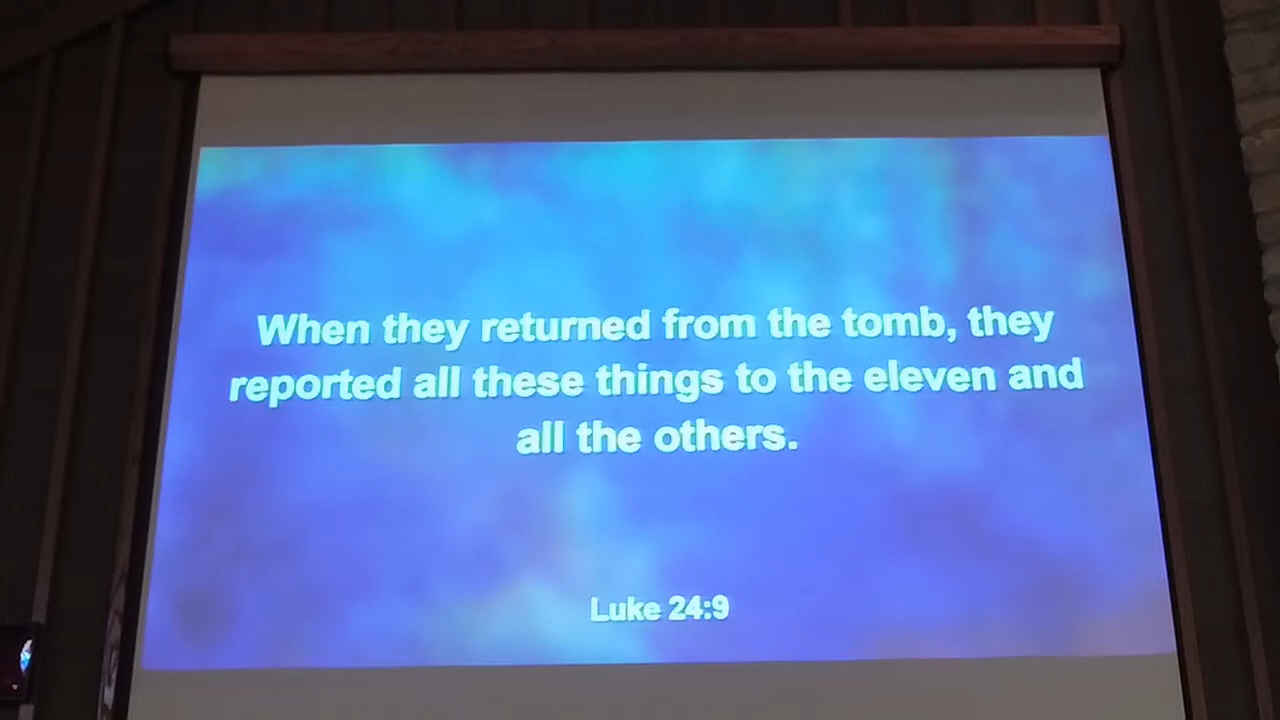 When they returned from the tomb, they
reported all these things to the eleven and
all the others.
Luke 24:9